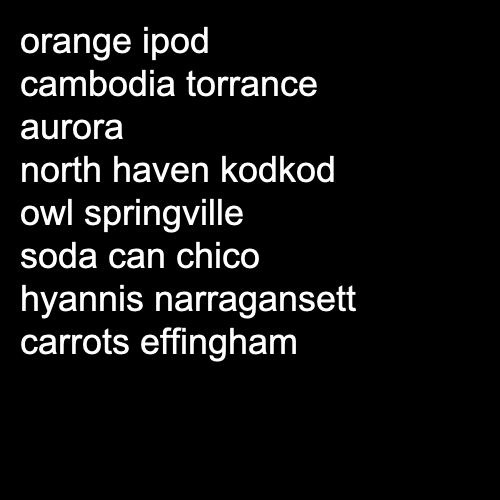 orange ipod
cambodia torrance
aurora
north haven kodkod
owl springville
soda can chico
hyannis narragansett
carrots effingham